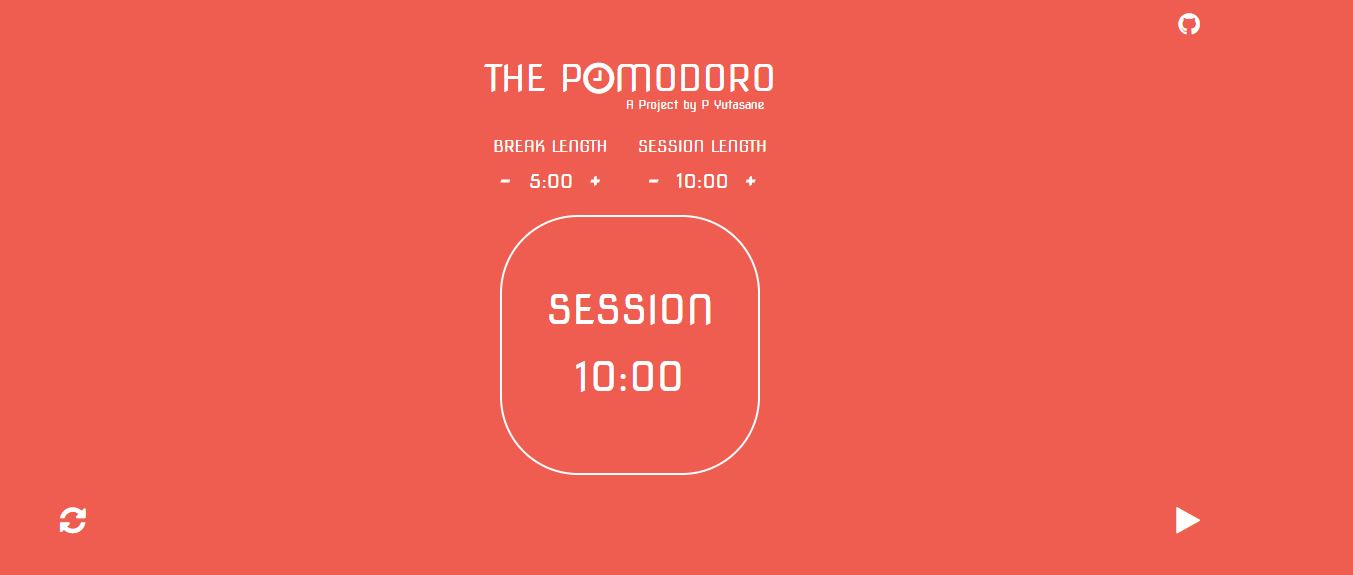 THE POMODORO
A Project by P Yutasane
BREAK LENGTH SESSION LENGTH
- 5:00 + - 10:00 +
SESSION
10:00